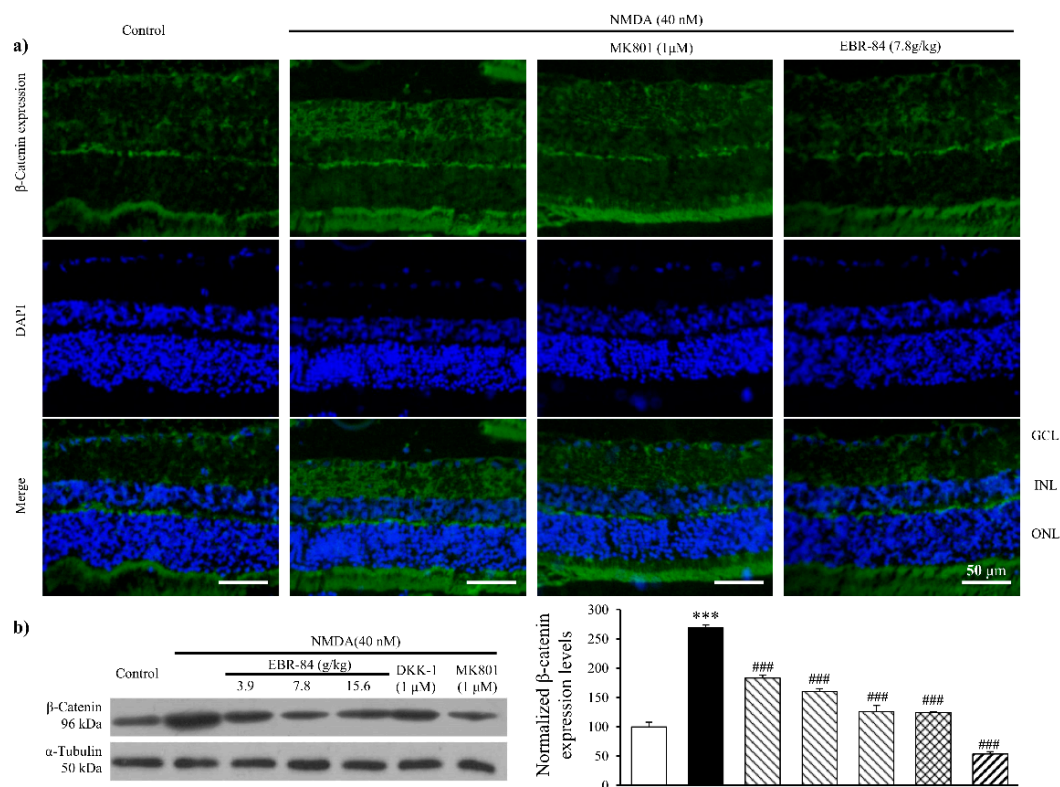 NMDA (40 nM)
Control
a)
MK801 (1μM)
EBR-84 (7.8g/kg)
β-Catenin expression
DAPI
Merge
GCL
INL
ONL
50 μm
b)
NMDA(40 nM)
Control
EBR-84 (g/kg)
DKK-1
MK801
3.9
7.8
15.6
(1 μM)
(1 μM)
β-Catenin
96 kDa
α-Tubulin
50 kDa
Normalized β-catenin
expression levels
300
250
200
150
100
50
0
***
###
###
###
###
###